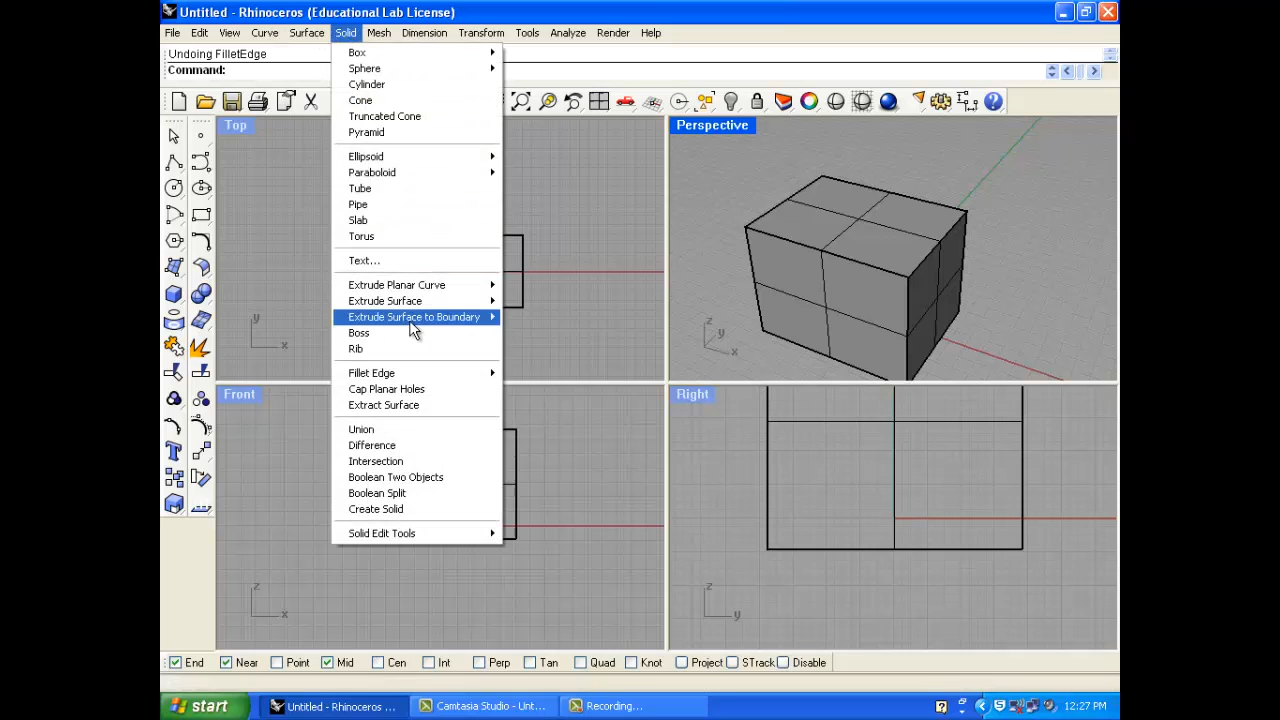 Untitled - Rhinoceros (Educational Lab License)
File Edit View Curve Surface Solid Mesh Dimension Transform Tools Analyze Render Help
Undoing FilletEdge
Command:
Box
Sphere
Cylinder
Cone
Truncated Cone
Pyramid
Ellipsoid
Paraboloid
Tube
Pipe
Slab
Torus
Text...
Extrude Planar Curve
Extrude Surface
Extrude Surface to Boundary
Boss
Rib
Fillet Edge
Cap Planar Holes
Extract Surface
Union
Difference
Intersection
Boolean Two Objects
Boolean Split
Create Solid
Solid Edit Tools
Top
y
x
Perspective
z
y
x
Front
z
x
Right
z
y
End Near Point Mid Cen Int Perp Tan Quad Knot Project STrack Disable
start Untitled - Rhinoceros ... Camtasia Studio - Unt... Recording... 12:27 PM